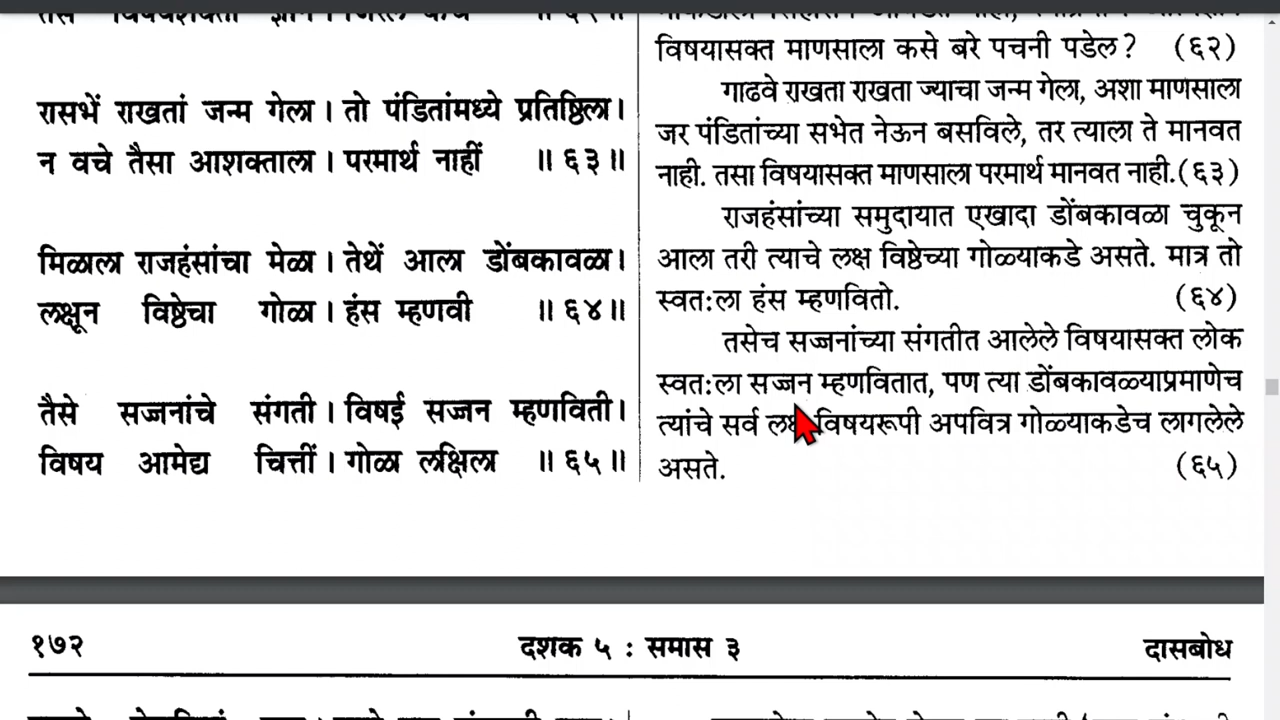 रासभें राखतां जन्म गेला । तो पंडितांमध्ये प्रतिष्ठिला ।
न वचे तैसा आशक्ताला । परमार्थ नाहीं ॥ ६३ ॥
मिळाला राजहंसांचा मेळा । तेथें आला डोंबकावळा ।
लक्षून विष्ठेचा गोळा । हंस म्हणवी ॥ ६४ ॥
तैसे सज्जनांचे संगती । विषई सज्जन म्हणविती ।
विषय आमेद्य चित्तीं । गोळा लक्षिला ॥ ६५ ॥
विषयासक्त माणसाला कसे बरे पचनी पडेल ? (६२)
गाढवे राखता राखता ज्याचा जन्म गेला, अशा माणसाला
जर पंडितांच्या सभेत नेऊन बसविले, तर त्याला ते मानवत
नाही. तसा विषयासक्त माणसाला परमार्थ मानवत नाही. (६३)
राजहंसांच्या समुदायात एखादा डोंबकावळा चुकून
आला तरी त्याचे लक्ष विष्ठेच्या गोळ्याकडे असते. मात्र तो
स्वत:ला हंस म्हणवितो. (६४)
तसेच सज्जनांच्या संगतीत आलेले विषयासक्त लोक
स्वत:ला सज्जन म्हणवितात, पण त्या डोंबकावळ्याप्रमाणेच
त्यांचे सर्व लक्ष विषयरूपी अपवित्र गोळ्याकडेच लागलेले
असते. (६५)
१७२ दशक ५ : समास ३ दासबोध